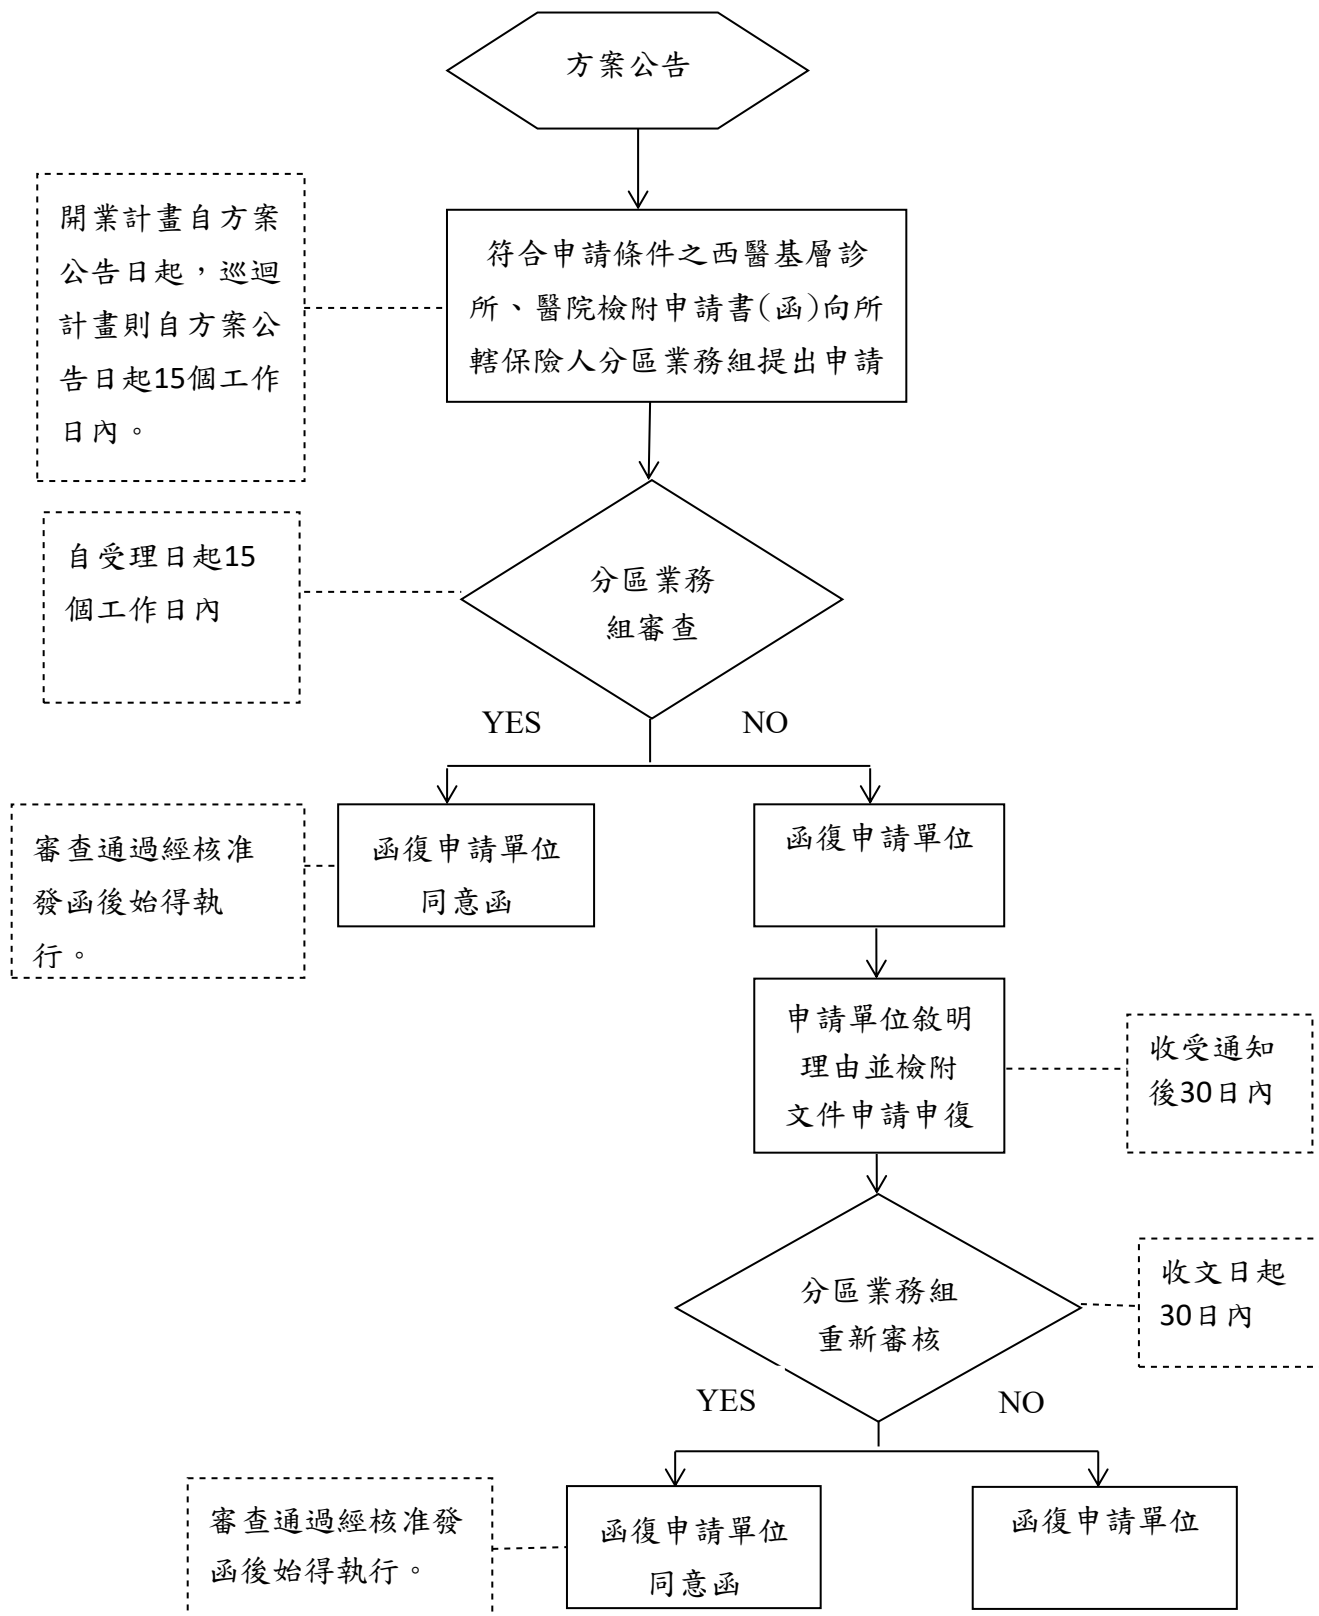 方案公告
開業計畫自方案
公告日起，巡迴
計畫則自方案公
告日起15個工作
日內。
符合申請條件之西醫基層診
所、醫院檢附申請書(函)向所
轄保險人分區業務組提出申請
自受理日起15
個工作日內
分區業務
組審查
YES
NO
審查通過經核准
發函後始得執
行。
函復申請單位
同意函
函復申請單位
申請單位敘明
理由並檢附
文件申請申復
收受通知
後30日內
分區業務組
重新審核
收文日起
30日內
YES
NO
審查通過經核准發
函後始得執行。
函復申請單位
同意函
函復申請單位